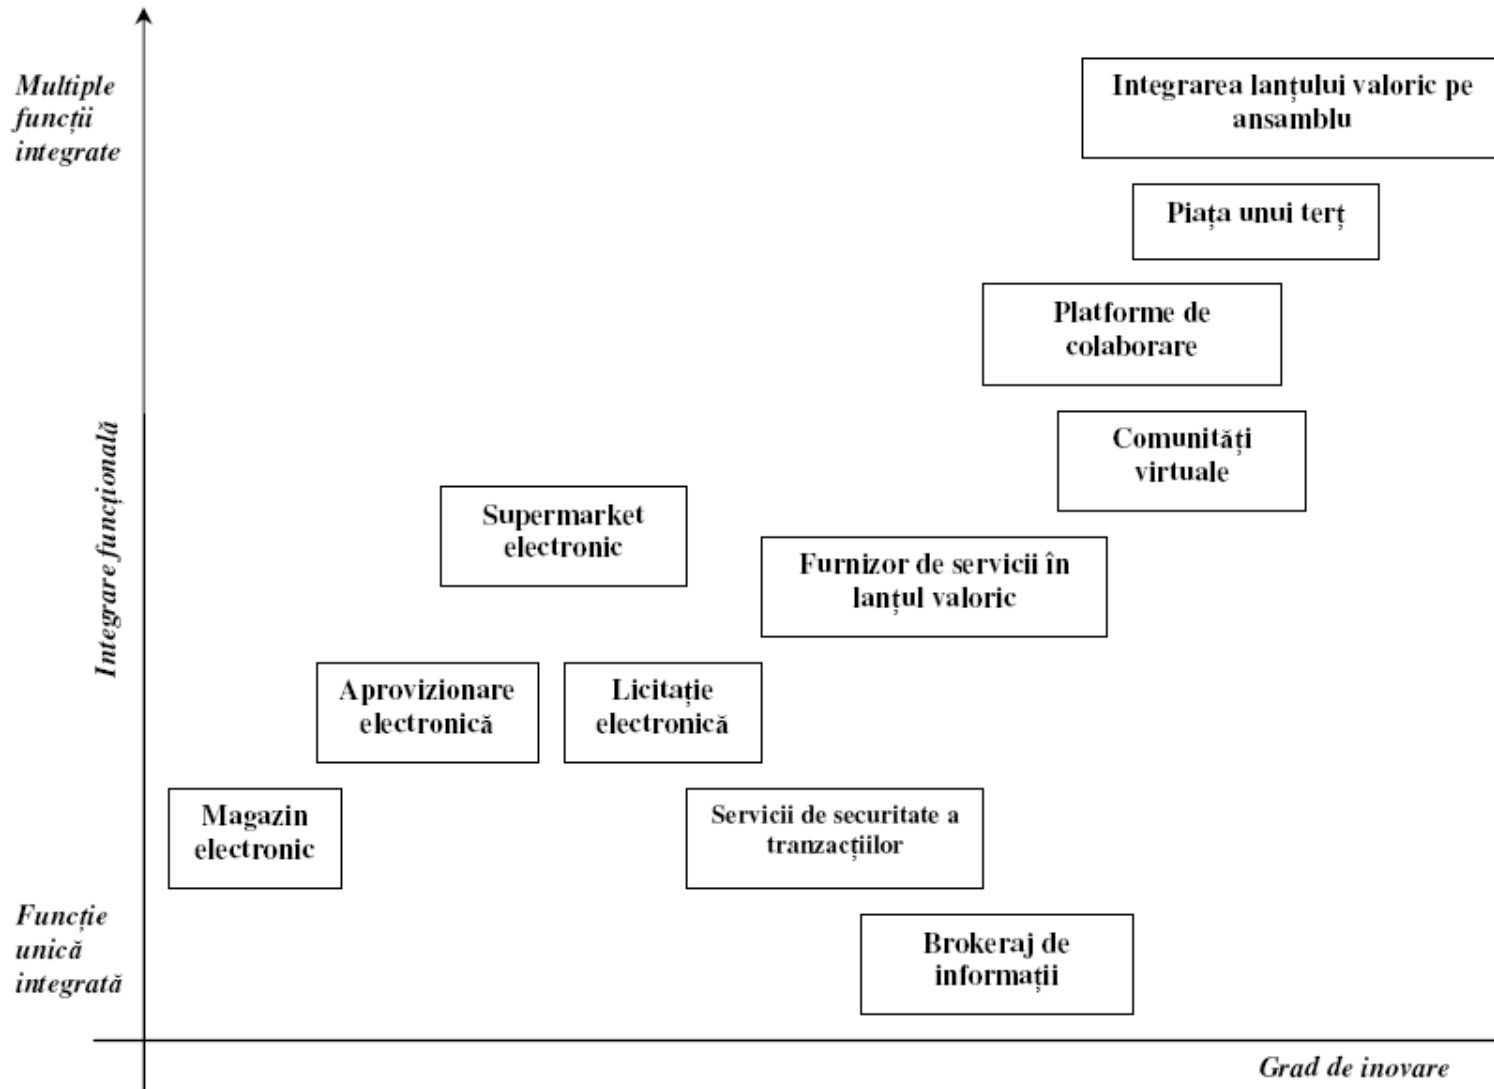 Multiple
funcții
integrate
Integrarea lanțului valoric pe
ansamblu
Piața unui terț
Platforme de
colaborare
Comunități
virtuale
Integrare funcțională
Supermarket
electronic
Furnizor de servicii în
lanțul valoric
Aprovizionare
electronică
Licitație
electronică
Magazin
electronic
Servicii de securitate a
tranzacțiilor
Funcție
unică
integrată
Brokeraj de
informații
Grad de inovare